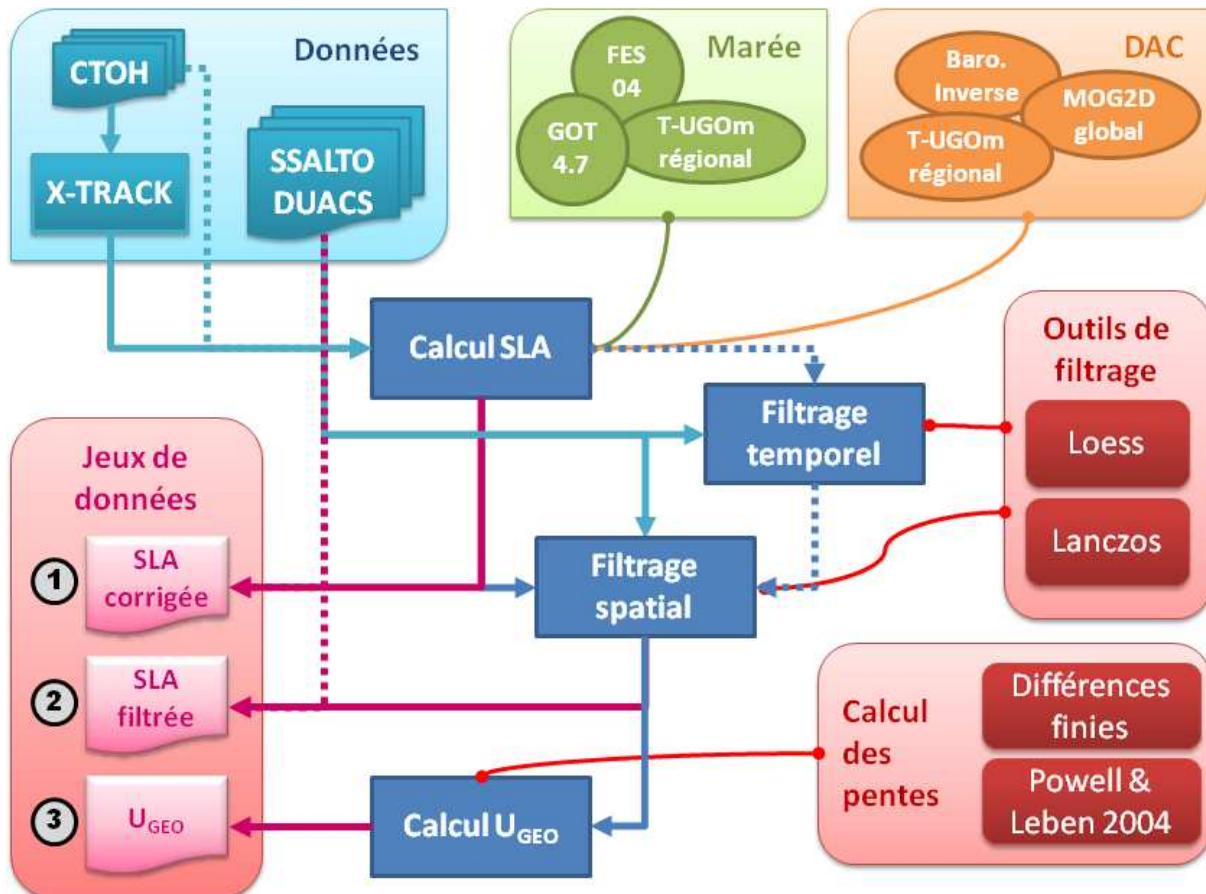 Données
CTOH
X-TRACK
SSALTO
DUACS
Marée
FES
04
GOT
4.7
T-UGOm
régional
DAC
Baro.
Inverse
MOG2D
global
T-UGOm
régional
Calcul SLA
Filtrage
temporel
Outils de
filtrage
Loess
Lanczos
Filtrage
spatial
Jeux de
données
1
SLA
corrigée
2
SLA
filtrée
3
UGEO
Calcul UGEO
Calcul
des
pentes
Différences
finies
Powell &
Leben 2004